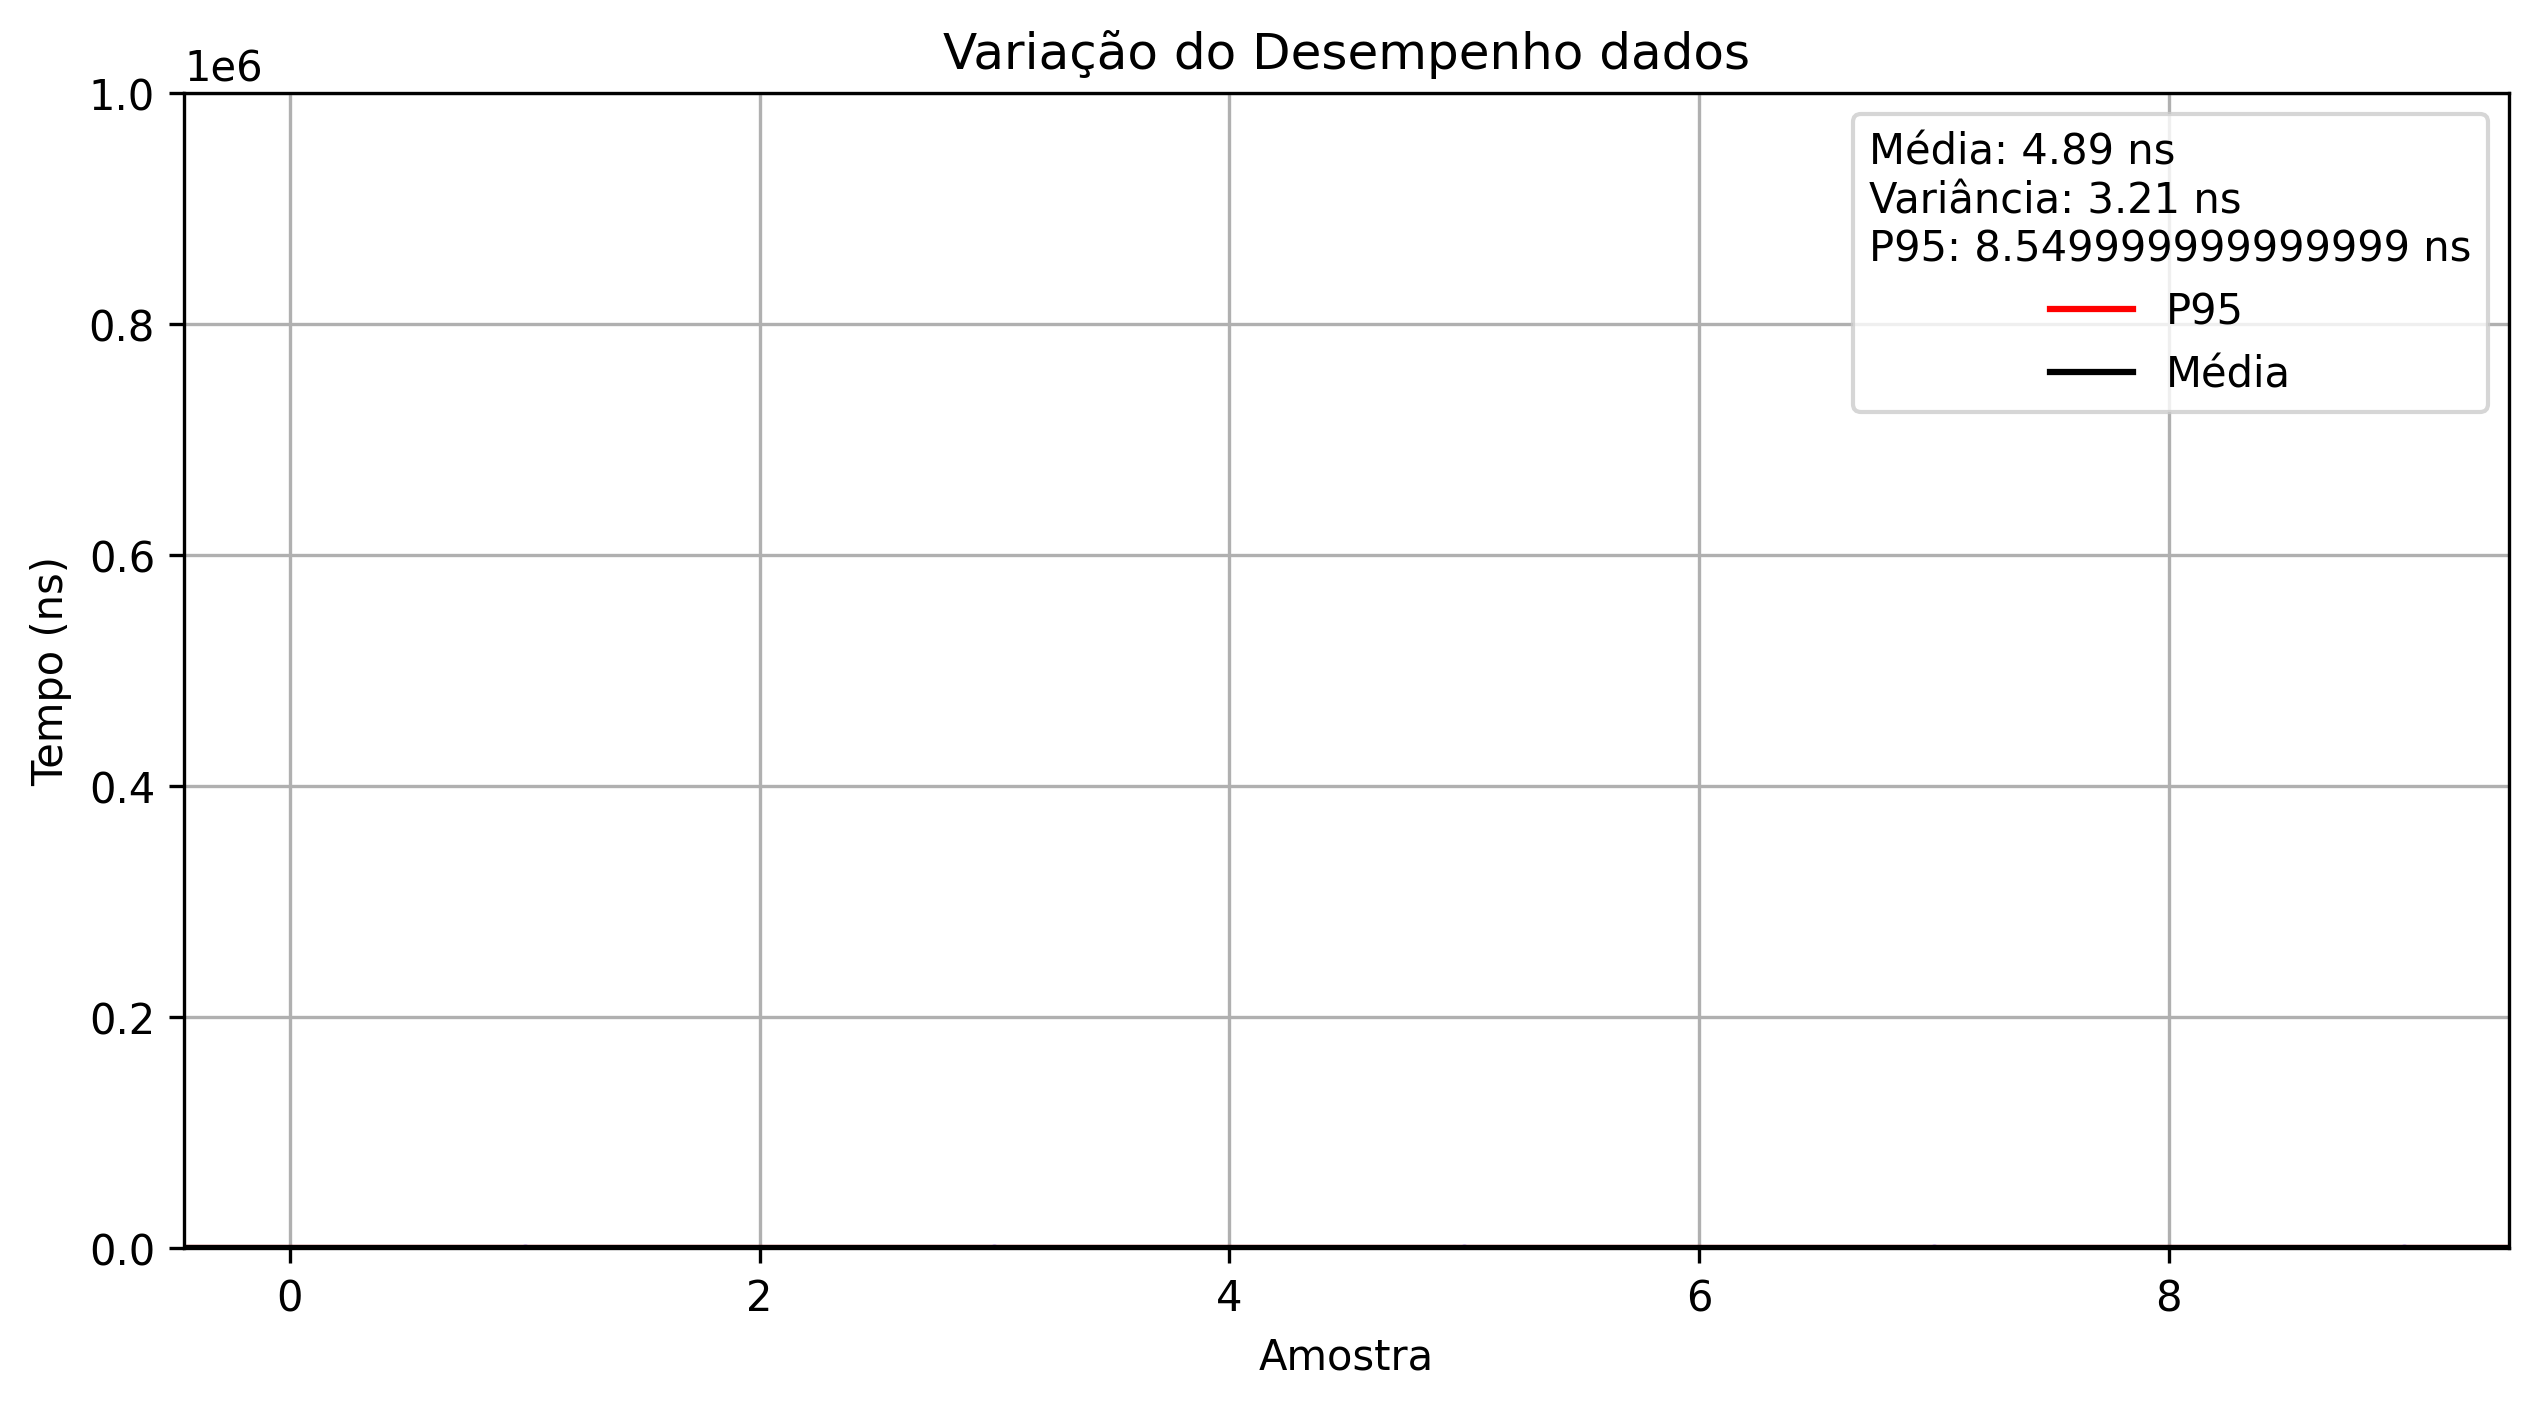 Variação do Desempenho dados
1e6
1.0
0.8
0.6
0.4
0.2
0.0
Tempo (ns)
Média: 4.89 ns
Variância: 3.21 ns
P95: 8.549999999999999 ns
P95
Média
0 2 4 6 8
Amostra